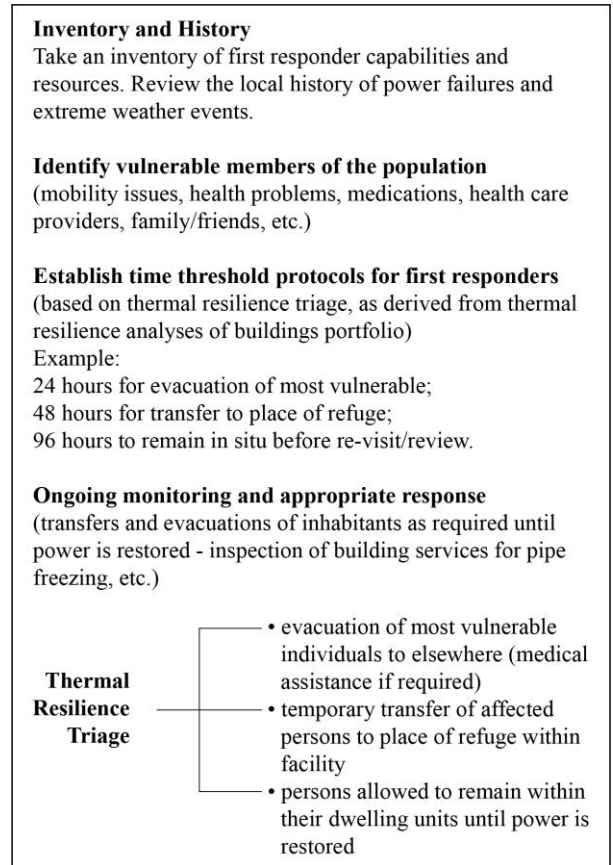 Inventory and History
Take an inventory of first responder capabilities and
resources. Review the local history of power failures and
extreme weather events.
Identify vulnerable members of the population
(mobility issues, health problems, medications, health care
providers, family/friends, etc.)
Establish time threshold protocols for first responders
(based on thermal resilience triage, as derived from thermal
resilience analyses of buildings portfolio)
Example:
24 hours for evacuation of most vulnerable;
48 hours for transfer to place of refuge;
96 hours to remain in situ before re-visit/review.
Ongoing monitoring and appropriate response
(transfers and evacuations of inhabitants as required until
power is restored - inspection of building services for pipe
freezing, etc.)
Thermal
Resilience
Triage
• evacuation of most vulnerable
individuals to elsewhere (medical
assistance if required)
• temporary transfer of affected
persons to place of refuge within
facility
• persons allowed to remain within
their dwelling units until power is
restored